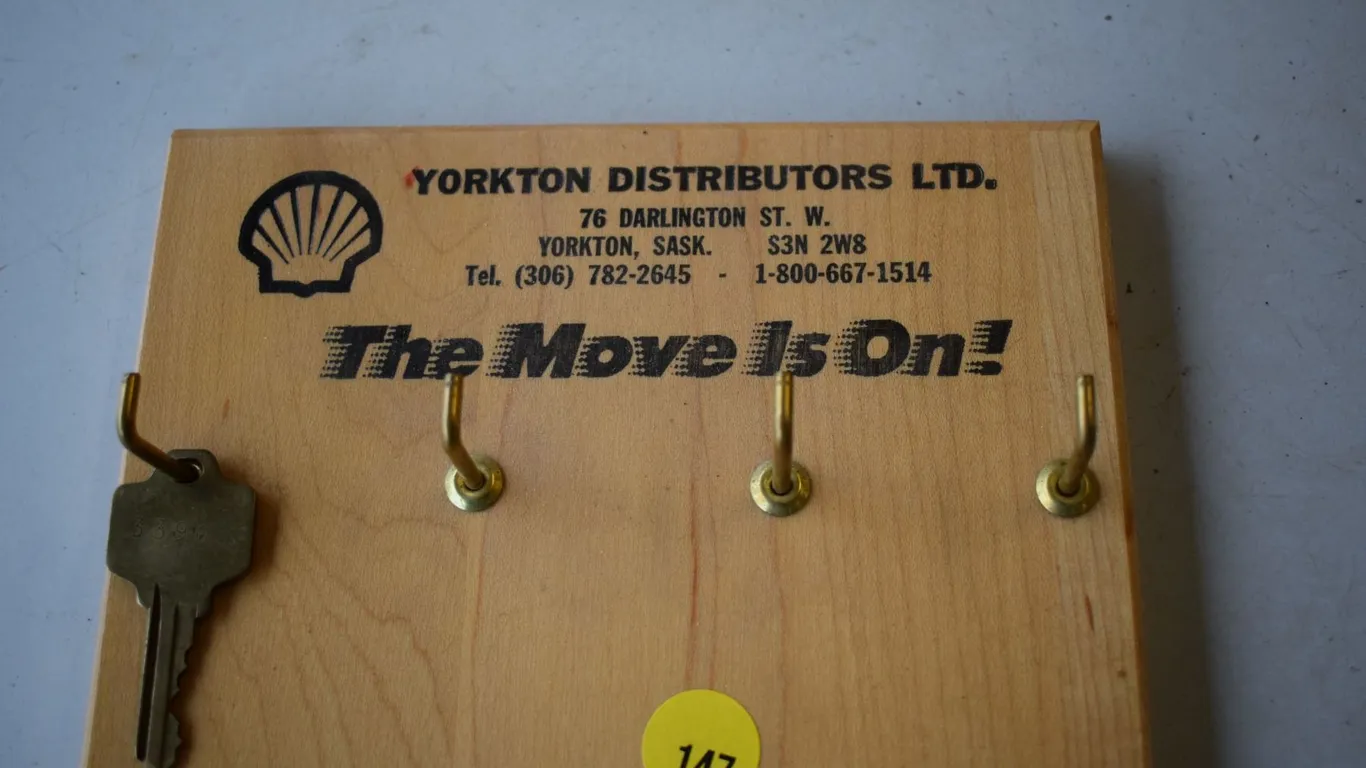 YORKTON DISTRIBUTORS LTD.
76 DARLINGTON ST. W.
YORKTON, SASK. S3N 2W8
Tel. (306) 782-2645 - 1-800-667-1514
The Move Is On!
147